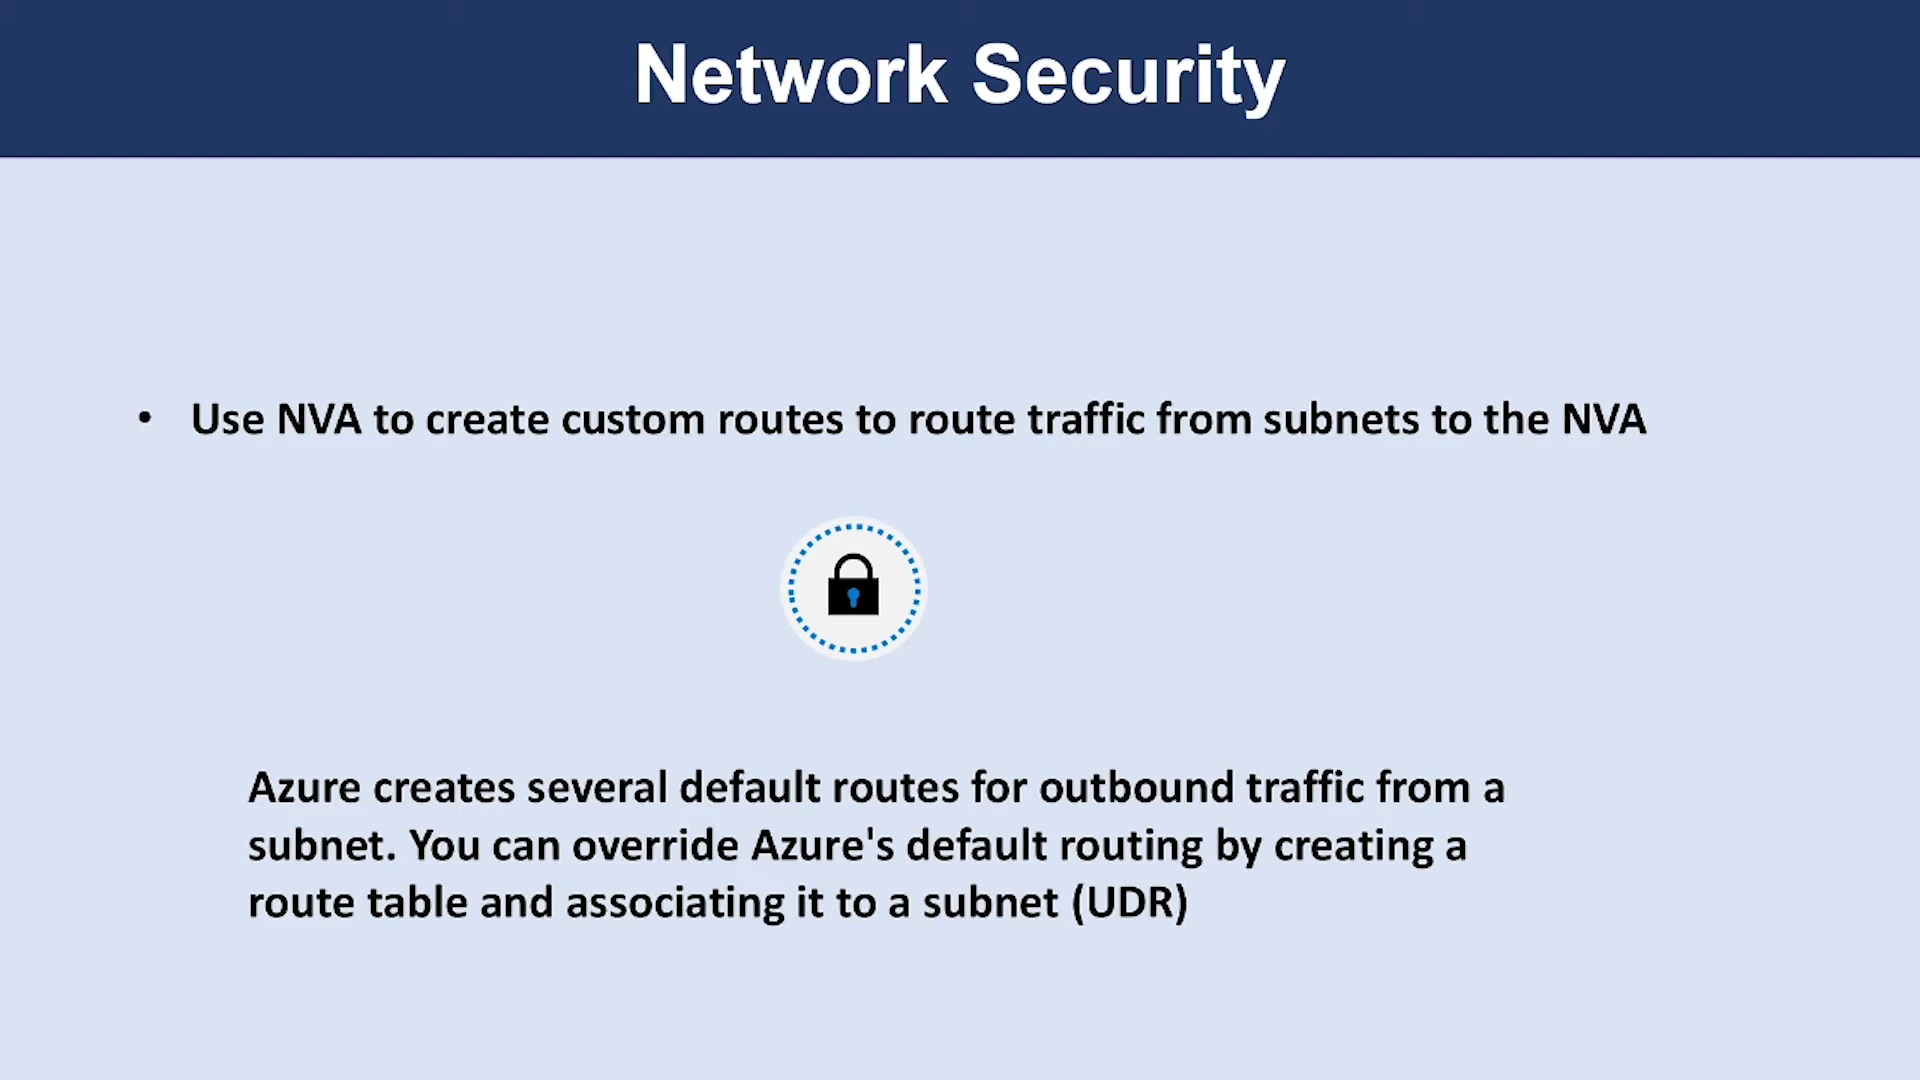 Network Security
• Use NVA to create custom routes to route traffic from subnets to the NVA
Azure creates several default routes for outbound traffic from a
subnet. You can override Azure's default routing by creating a
route table and associating it to a subnet (UDR)